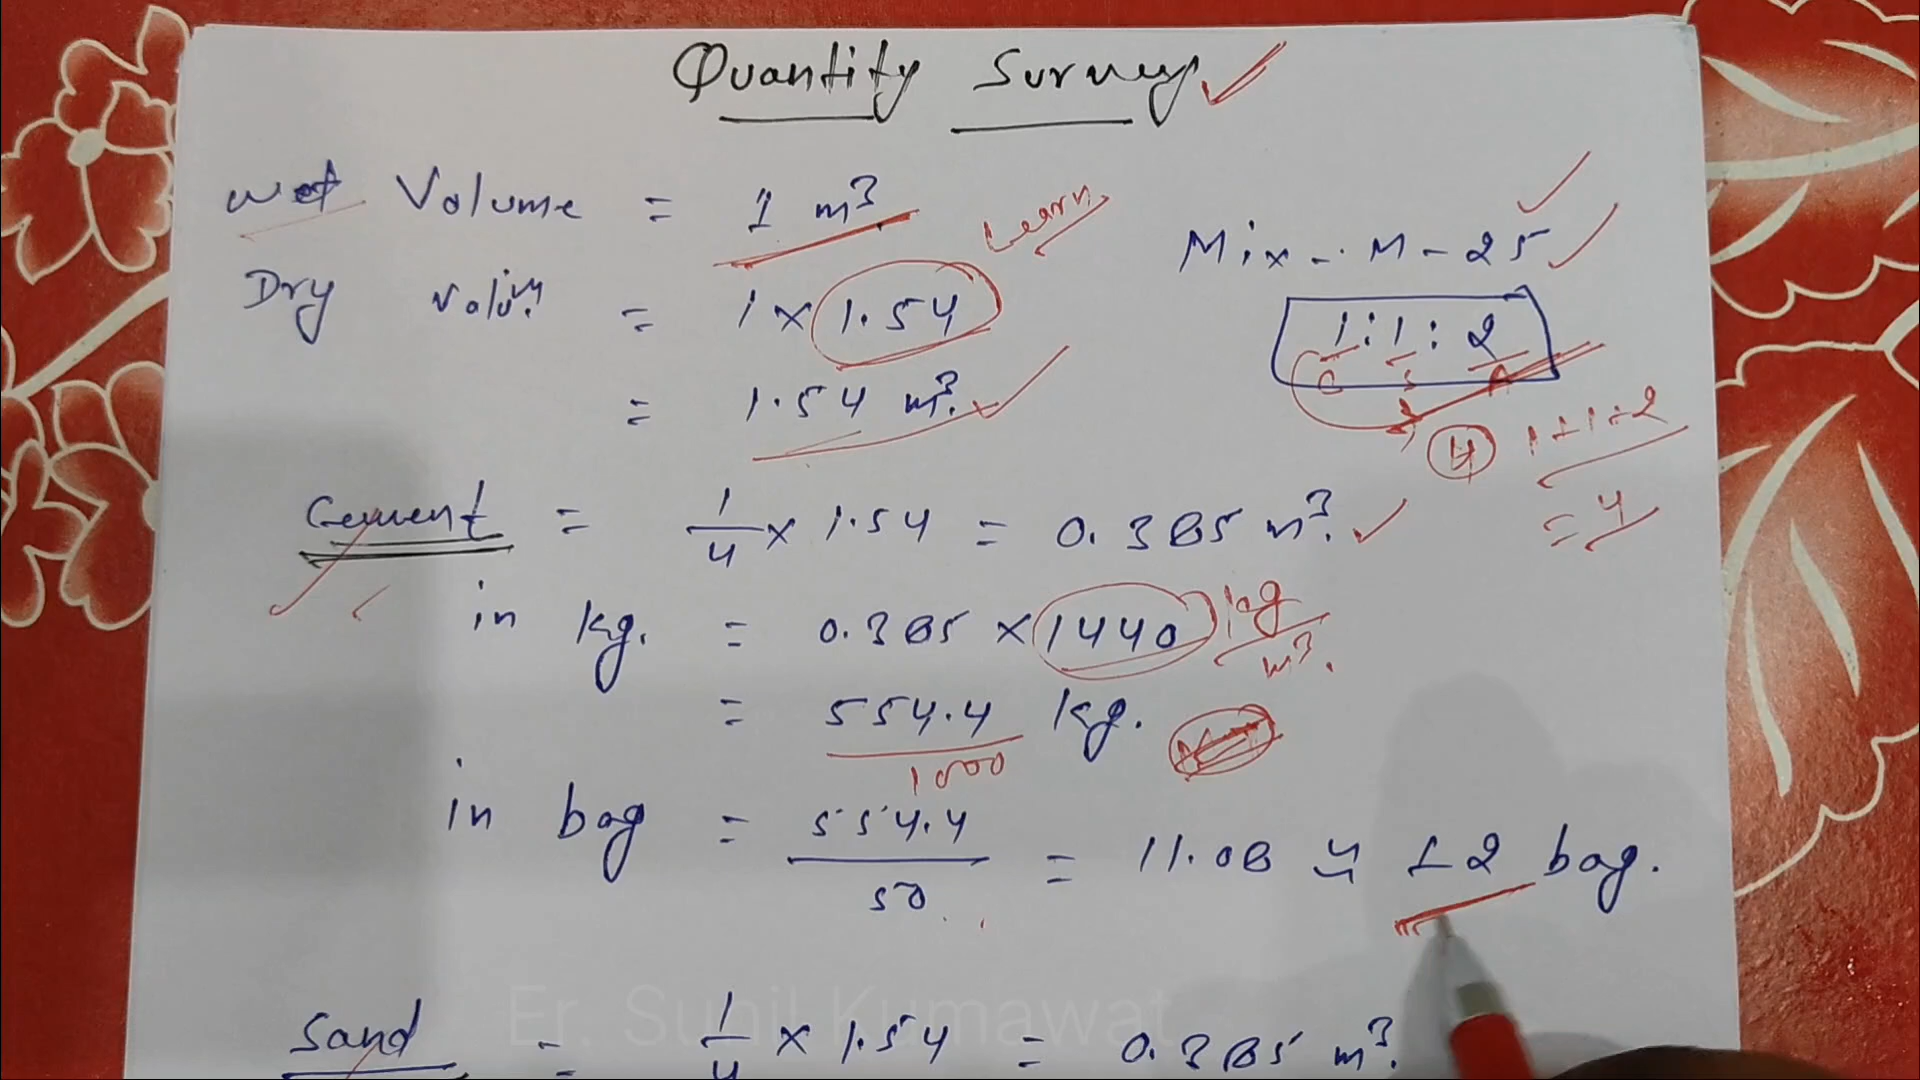 Quantity Survey
Wet Volume = 1 m³
Learn
Mix - M-25
Dry = 1 × 1.54
1:1:2
C S A
= 1.54 m³.
4 1+1+2
= 4
Cement = 1/4 × 1.54 = 0.385 m³.
in kg. = 0.385 × 1440 kg/m³.
= 554.4 kg.
1000
in bag = 554.4/50 = 11.08 ≃ 12 bag.
Er. Sunil Kumawat
Sand = 1/4 × 1.54 = 0.385 m³.